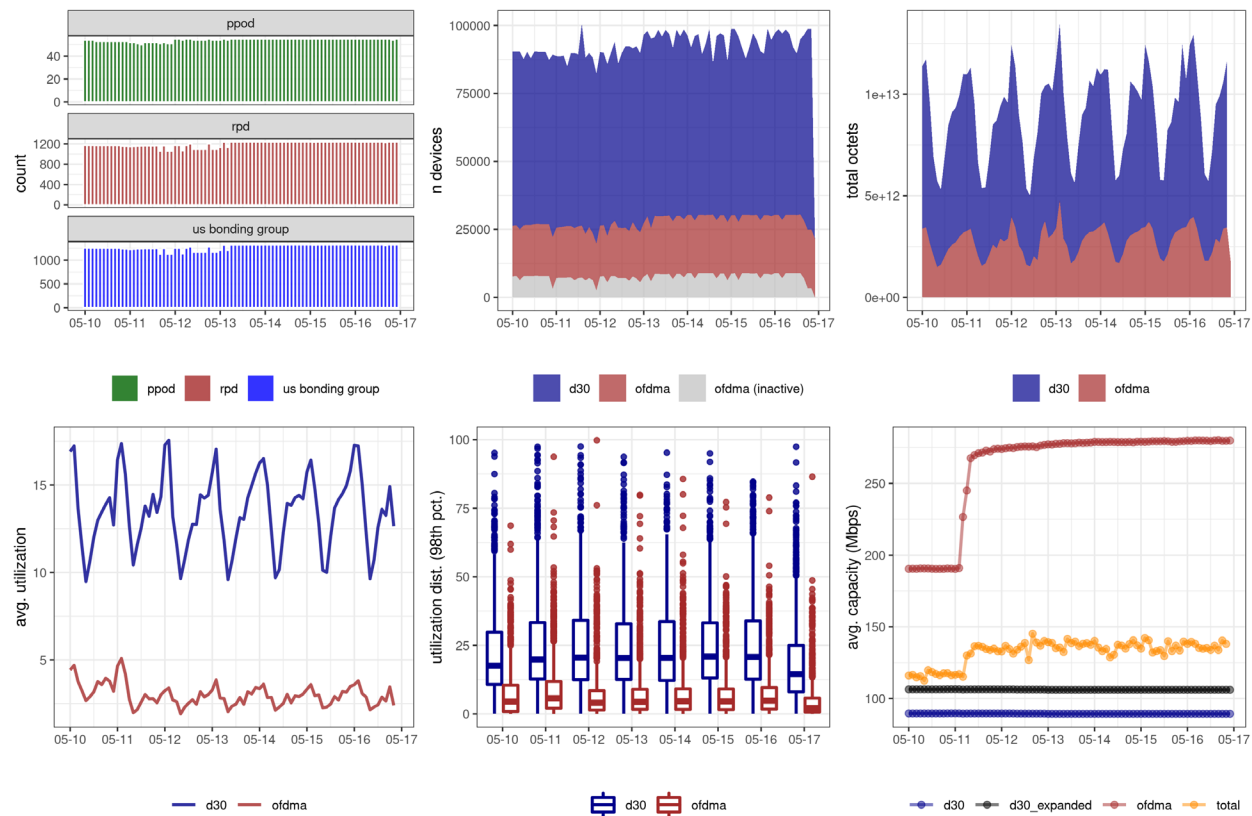 ppod
40
20
0
rpd
1200
800
400
0
us bonding group
1000
500
0
count
05-10 05-11 05-12 05-13 05-14 05-15 05-16 05-17
ppod rpd us bonding group
n devices
100000
75000
50000
25000
0
05-10 05-11 05-12 05-13 05-14 05-15 05-16 05-17
d30 ofdma ofdma (inactive)
total octets
1e+13
5e+12
0e+00
05-10 05-11 05-12 05-13 05-14 05-15 05-16 05-17
d30 ofdma
avg. utilization
15
10
5
05-10 05-11 05-12 05-13 05-14 05-15 05-16 05-17
d30 ofdma
utilization dist. (98th pct.)
100
75
50
25
0
05-10 05-11 05-12 05-13 05-14 05-15 05-16 05-17
d30 ofdma
avg. capacity (Mbps)
250
200
150
100
05-10 05-11 05-12 05-13 05-14 05-15 05-16 05-17
d30 d30_expanded ofdma total